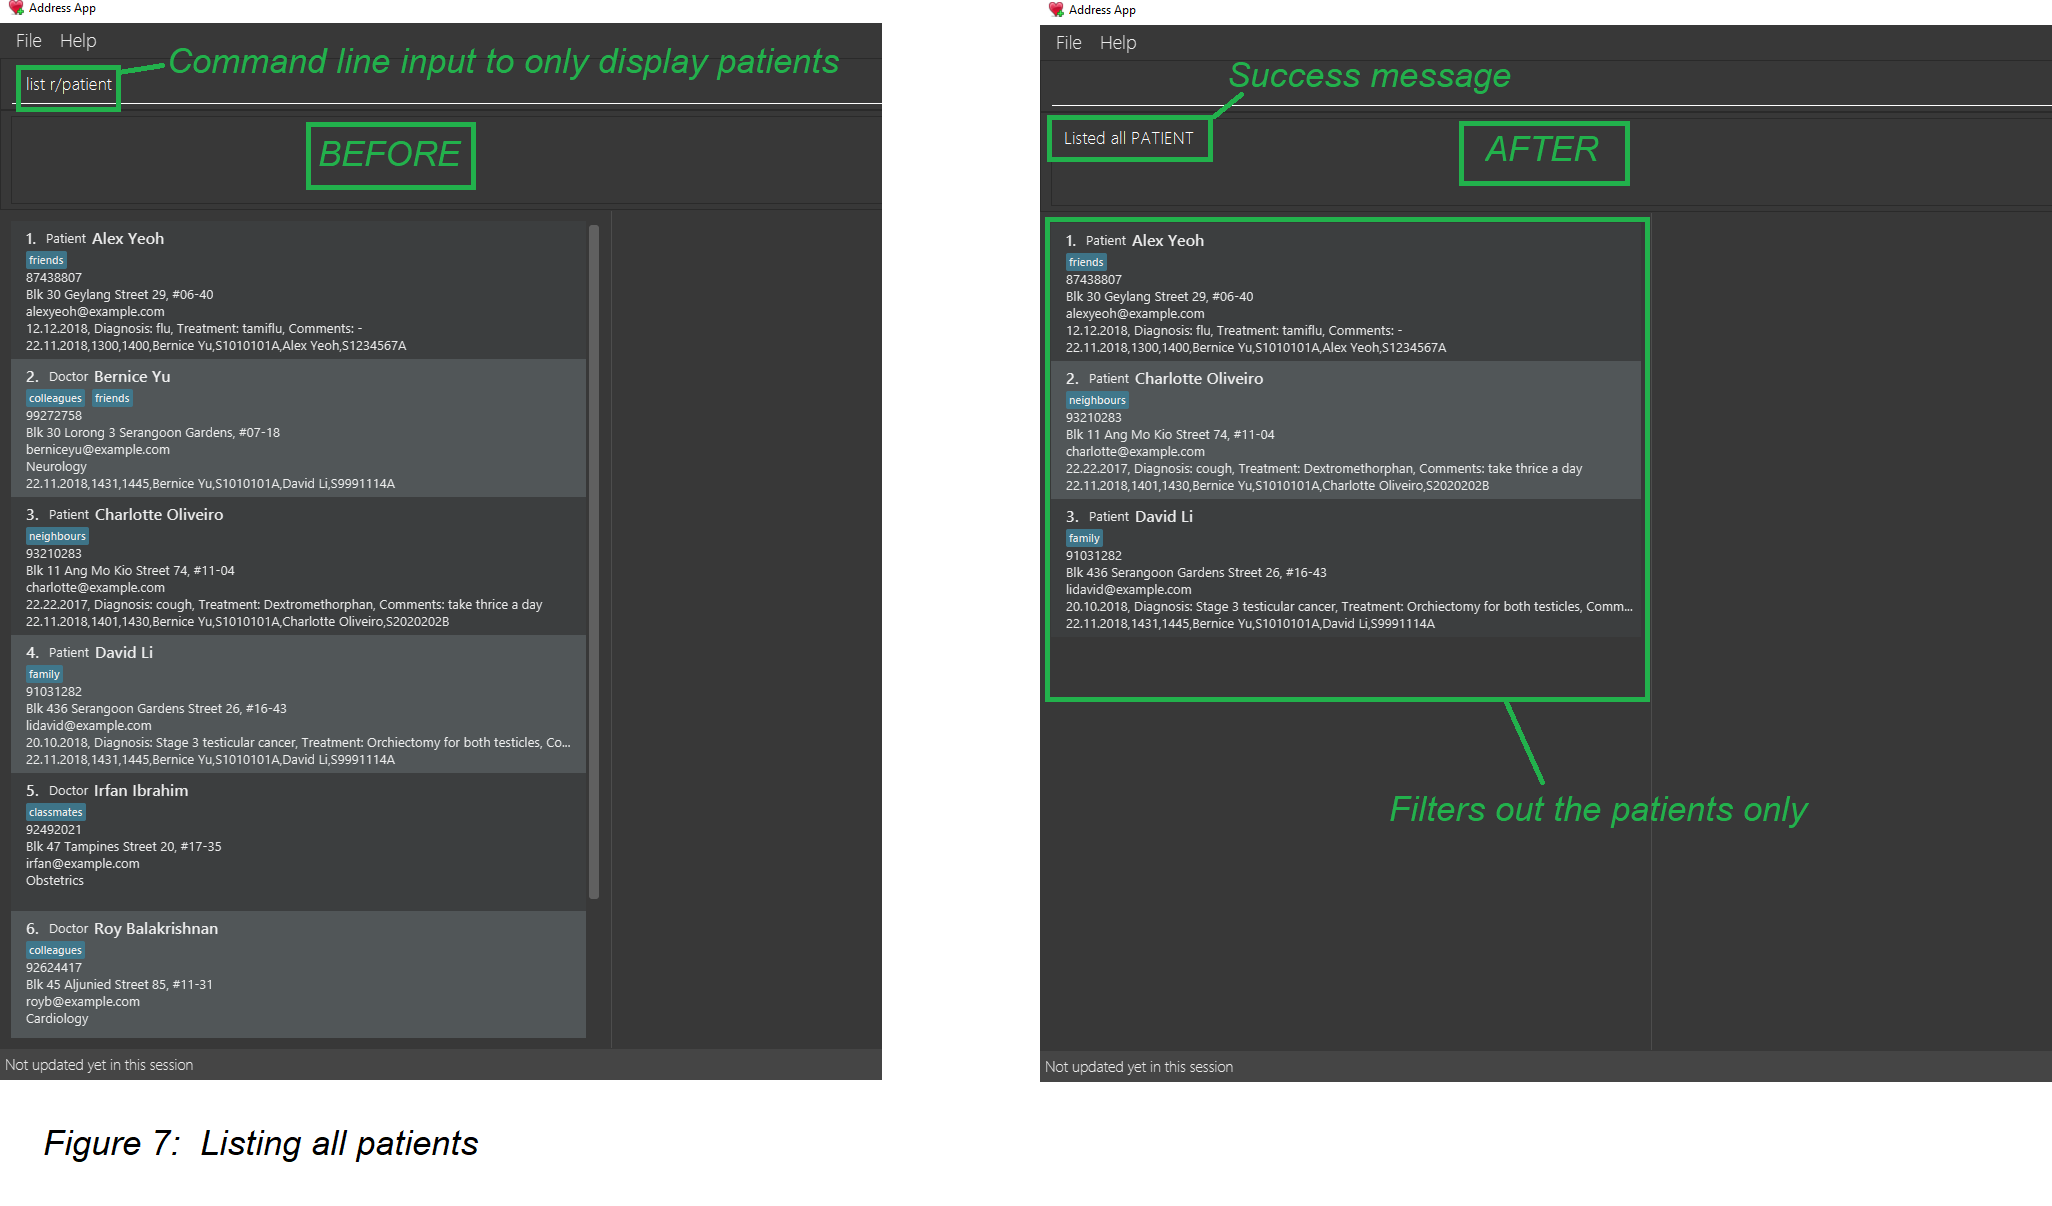 Address App
File Help
Command line input to only display patients
list r/patient
BEFORE
1. Patient Alex Yeoh
friends
87438807
Blk 30 Geylang Street 29, #06-40
alexyeoh@example.com
12.12.2018, Diagnosis: flu, Treatment: tamiflu, Comments: -
22.11.2018,1300,1400,Bernice Yu,S1010101A,Alex Yeoh,S1234567A
2. Doctor Bernice Yu
colleagues friends
99272758
Blk 30 Lorong 3 Serangoon Gardens, #07-18
berniceyu@example.com
Neurology
22.11.2018,1431,1445,Bernice Yu,S1010101A,David Li,S9991114A
3. Patient Charlotte Oliveiro
neighbours
93210283
Blk 11 Ang Mo Kio Street 74, #11-04
charlotte@example.com
22.22.2017, Diagnosis: cough, Treatment: Dextromethorphan, Comments: take thrice a day
22.11.2018,1401,1430,Bernice Yu,S1010101A,Charlotte Oliveiro,S2020202B
4. Patient David Li
family
91031282
Blk 436 Serangoon Gardens Street 26, #16-43
lidavid@example.com
20.10.2018, Diagnosis: Stage 3 testicular cancer, Treatment: Orchiectomy for both testicles, Co...
22.11.2018,1431,1445,Bernice Yu,S1010101A,David Li,S9991114A
5. Doctor Irfan Ibrahim
classmates
92492021
Blk 47 Tampines Street 20, #17-35
irfan@example.com
Obstetrics
6. Doctor Roy Balakrishnan
colleagues
92624417
Blk 45 Aljunied Street 85, #11-31
royb@example.com
Cardiology
Not updated yet in this session
Address App
File Help
Success message
Listed all PATIENT
AFTER
1. Patient Alex Yeoh
friends
87438807
Blk 30 Geylang Street 29, #06-40
alexyeoh@example.com
12.12.2018, Diagnosis: flu, Treatment: tamiflu, Comments: -
22.11.2018,1300,1400,Bernice Yu,S1010101A,Alex Yeoh,S1234567A
2. Patient Charlotte Oliveiro
neighbours
93210283
Blk 11 Ang Mo Kio Street 74, #11-04
charlotte@example.com
22.22.2017, Diagnosis: cough, Treatment: Dextromethorphan, Comments: take thrice a day
22.11.2018,1401,1430,Bernice Yu,S1010101A,Charlotte Oliveiro,S2020202B
3. Patient David Li
family
91031282
Blk 436 Serangoon Gardens Street 26, #16-43
lidavid@example.com
20.10.2018, Diagnosis: Stage 3 testicular cancer, Treatment: Orchiectomy for both testicles, Comm...
22.11.2018,1431,1445,Bernice Yu,S1010101A,David Li,S9991114A
Filters out the patients only
Not updated yet in this session
Figure 7: Listing all patients